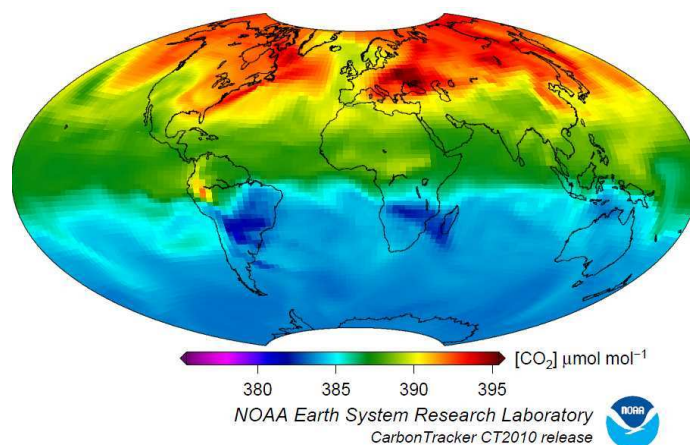 380 385 390 395 [CO₂] μmol mol⁻¹
NOAA Earth System Research Laboratory
CarbonTracker CT2010 release
NOAA